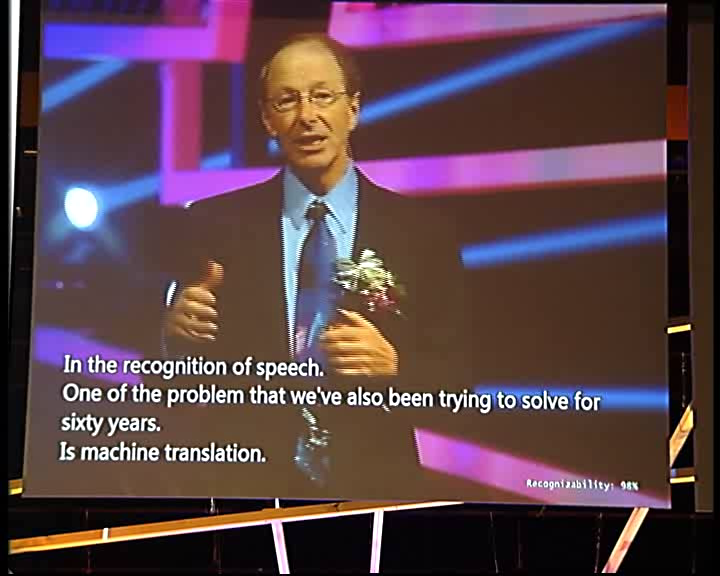 In the recognition of speech.
One of the problem that we've also been trying to solve for
sixty years.
Is machine translation.
Recognizability: 98%